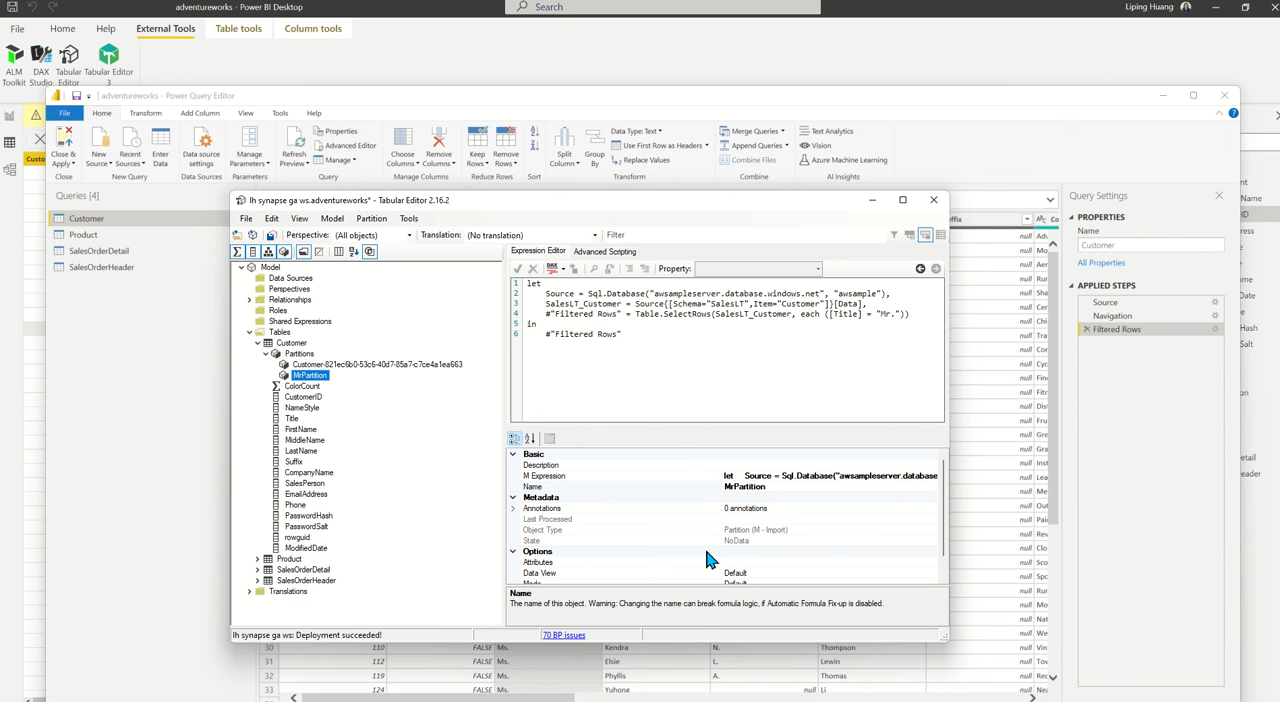 adventureworks - Power BI Desktop
Search
Liping Huang
File Home Help External Tools Table tools Column tools
ALM Toolkit
DAX Studio
Tabular Editor
Tabular Editor 3
adventureworks - Power Query Editor
File Home Transform Add Column View Tools Help
Close & Apply
New Source
Recent Sources
Enter Data
Data source settings
Manage Parameters
Refresh Preview
Properties
Advanced Editor
Manage
Choose Columns
Remove Columns
Keep Rows
Remove Rows
Split Column
Group By
Data Type: Text
Use First Row as Headers
Replace Values
Merge Queries
Append Queries
Combine Files
Text Analytics
Vision
Azure Machine Learning
Close
New Query
Data Sources
Parameters
Query
Manage Columns
Reduce Rows
Sort
Transform
Combine
AI Insights
Queries [4]
Customer
Product
SalesOrderDetail
SalesOrderHeader
lh synapse ga ws.adventureworks* - Tabular Editor 2.16.2
File Edit View Model Partition Tools
Perspective: (All objects) Translation: (No translation) Filter
Model
Data Sources
Perspectives
Relationships
Roles
Shared Expressions
Tables
Customer
Partitions
Customer-821ec6b0-53c6-40d7-85a7-c7ce4a1ea663
MrPartition
ColorCount
CustomerID
NameStyle
Title
FirstName
MiddleName
LastName
Suffix
CompanyName
SalesPerson
EmailAddress
Phone
PasswordHash
PasswordSalt
rowguid
ModifiedDate
Product
SalesOrderDetail
SalesOrderHeader
Translations
Expression Editor Advanced Scripting
DAX
Property:
1 let
2 Source = Sql.Database("awsampleserver.database.windows.net", "awsample"),
3 SalesLT_Customer = Source{[Schema="SalesLT",Item="Customer"]}[Data],
4 #"Filtered Rows" = Table.SelectRows(SalesLT_Customer, each ([Title] = "Mr."))
5 in
6 #"Filtered Rows"
Basic
Description
M Expression let Source = Sql.Database("awsampleserver.database
Name MrPartition
Metadata
Annotations 0 annotations
Last Processed
Object Type Partition (M - Import)
State NoData
Options
Attributes
Data View Default
Mode Default
Name
The name of this object. Warning: Changing the name can break formula logic, if Automatic Formula Fix-up is disabled.
lh synapse ga ws: Deployment succeeded!
70 BP issues
30 110 FALSE Ms. Kendra N. Thompson null Vin
31 112 FALSE Ms. Elsie L. Lewin null Tov
32 113 FALSE Ms. Phyllis A. Thomas null Rev
33 124 FALSE Ms. Yuhong null Li null Nev
Query Settings
PROPERTIES
Name
Customer
All Properties
APPLIED STEPS
Source
Navigation
Filtered Rows